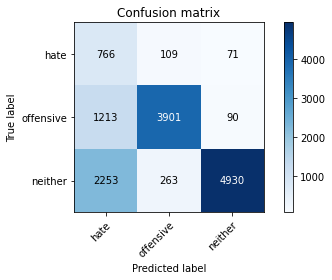 Confusion matrix
hate 766 109 71
offensive 1213 3901 90
neither 2253 263 4930
hate offensive neither
Predicted label
True label
4000
3000
2000
1000